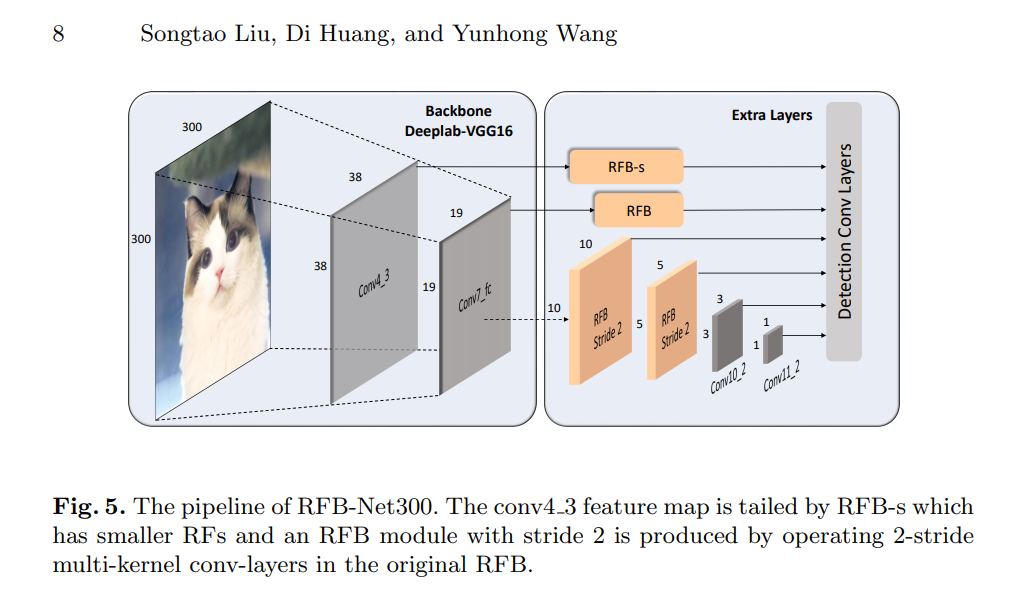 8 Songtao Liu, Di Huang, and Yunhong Wang
Backbone
Deeplab-VGG16
Extra Layers
300
300
38
38
Conv4_3
19
19
Conv7_fc
RFB-s
RFB
10
10
RFB
Stride 2
5
5
RFB
Stride 2
3
3
Conv10_2
1
1
Conv11_2
Detection Conv Layers
Fig. 5. The pipeline of RFB-Net300. The conv4_3 feature map is tailed by RFB-s which
has smaller RFs and an RFB module with stride 2 is produced by operating 2-stride
multi-kernel conv-layers in the original RFB.